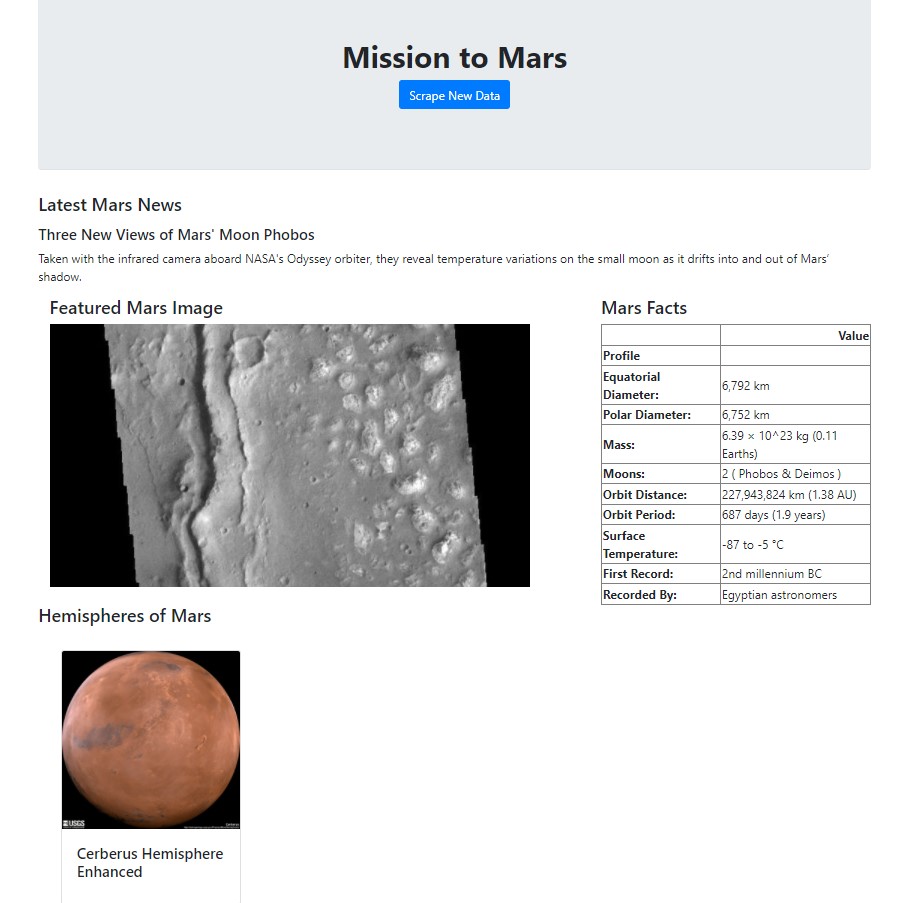 Mission to Mars
Scrape New Data
Latest Mars News
Three New Views of Mars' Moon Phobos
Taken with the infrared camera aboard NASA's Odyssey orbiter, they reveal temperature variations on the small moon as it drifts into and out of Mars'
shadow.
Featured Mars Image
Mars Facts
Value
Profile
Equatorial
Diameter:
6,792 km
Polar Diameter:
6,752 km
Mass:
6.39 × 10^23 kg (0.11
Earths)
Moons:
2 ( Phobos & Deimos )
Orbit Distance:
227,943,824 km (1.38 AU)
Orbit Period:
687 days (1.9 years)
Surface
Temperature:
-87 to -5 °C
First Record:
2nd millennium BC
Recorded By:
Egyptian astronomers
Hemispheres of Mars
USGS
Cerberus
Cerberus Hemisphere
Enhanced